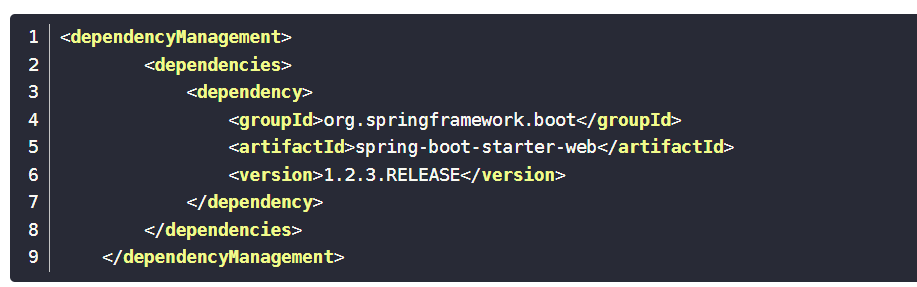 1 <dependencyManagement>
2 <dependencies>
3 <dependency>
4 <groupId>org.springframework.boot</groupId>
5 <artifactId>spring-boot-starter-web</artifactId>
6 <version>1.2.3.RELEASE</version>
7 </dependency>
8 </dependencies>
9 </dependencyManagement>